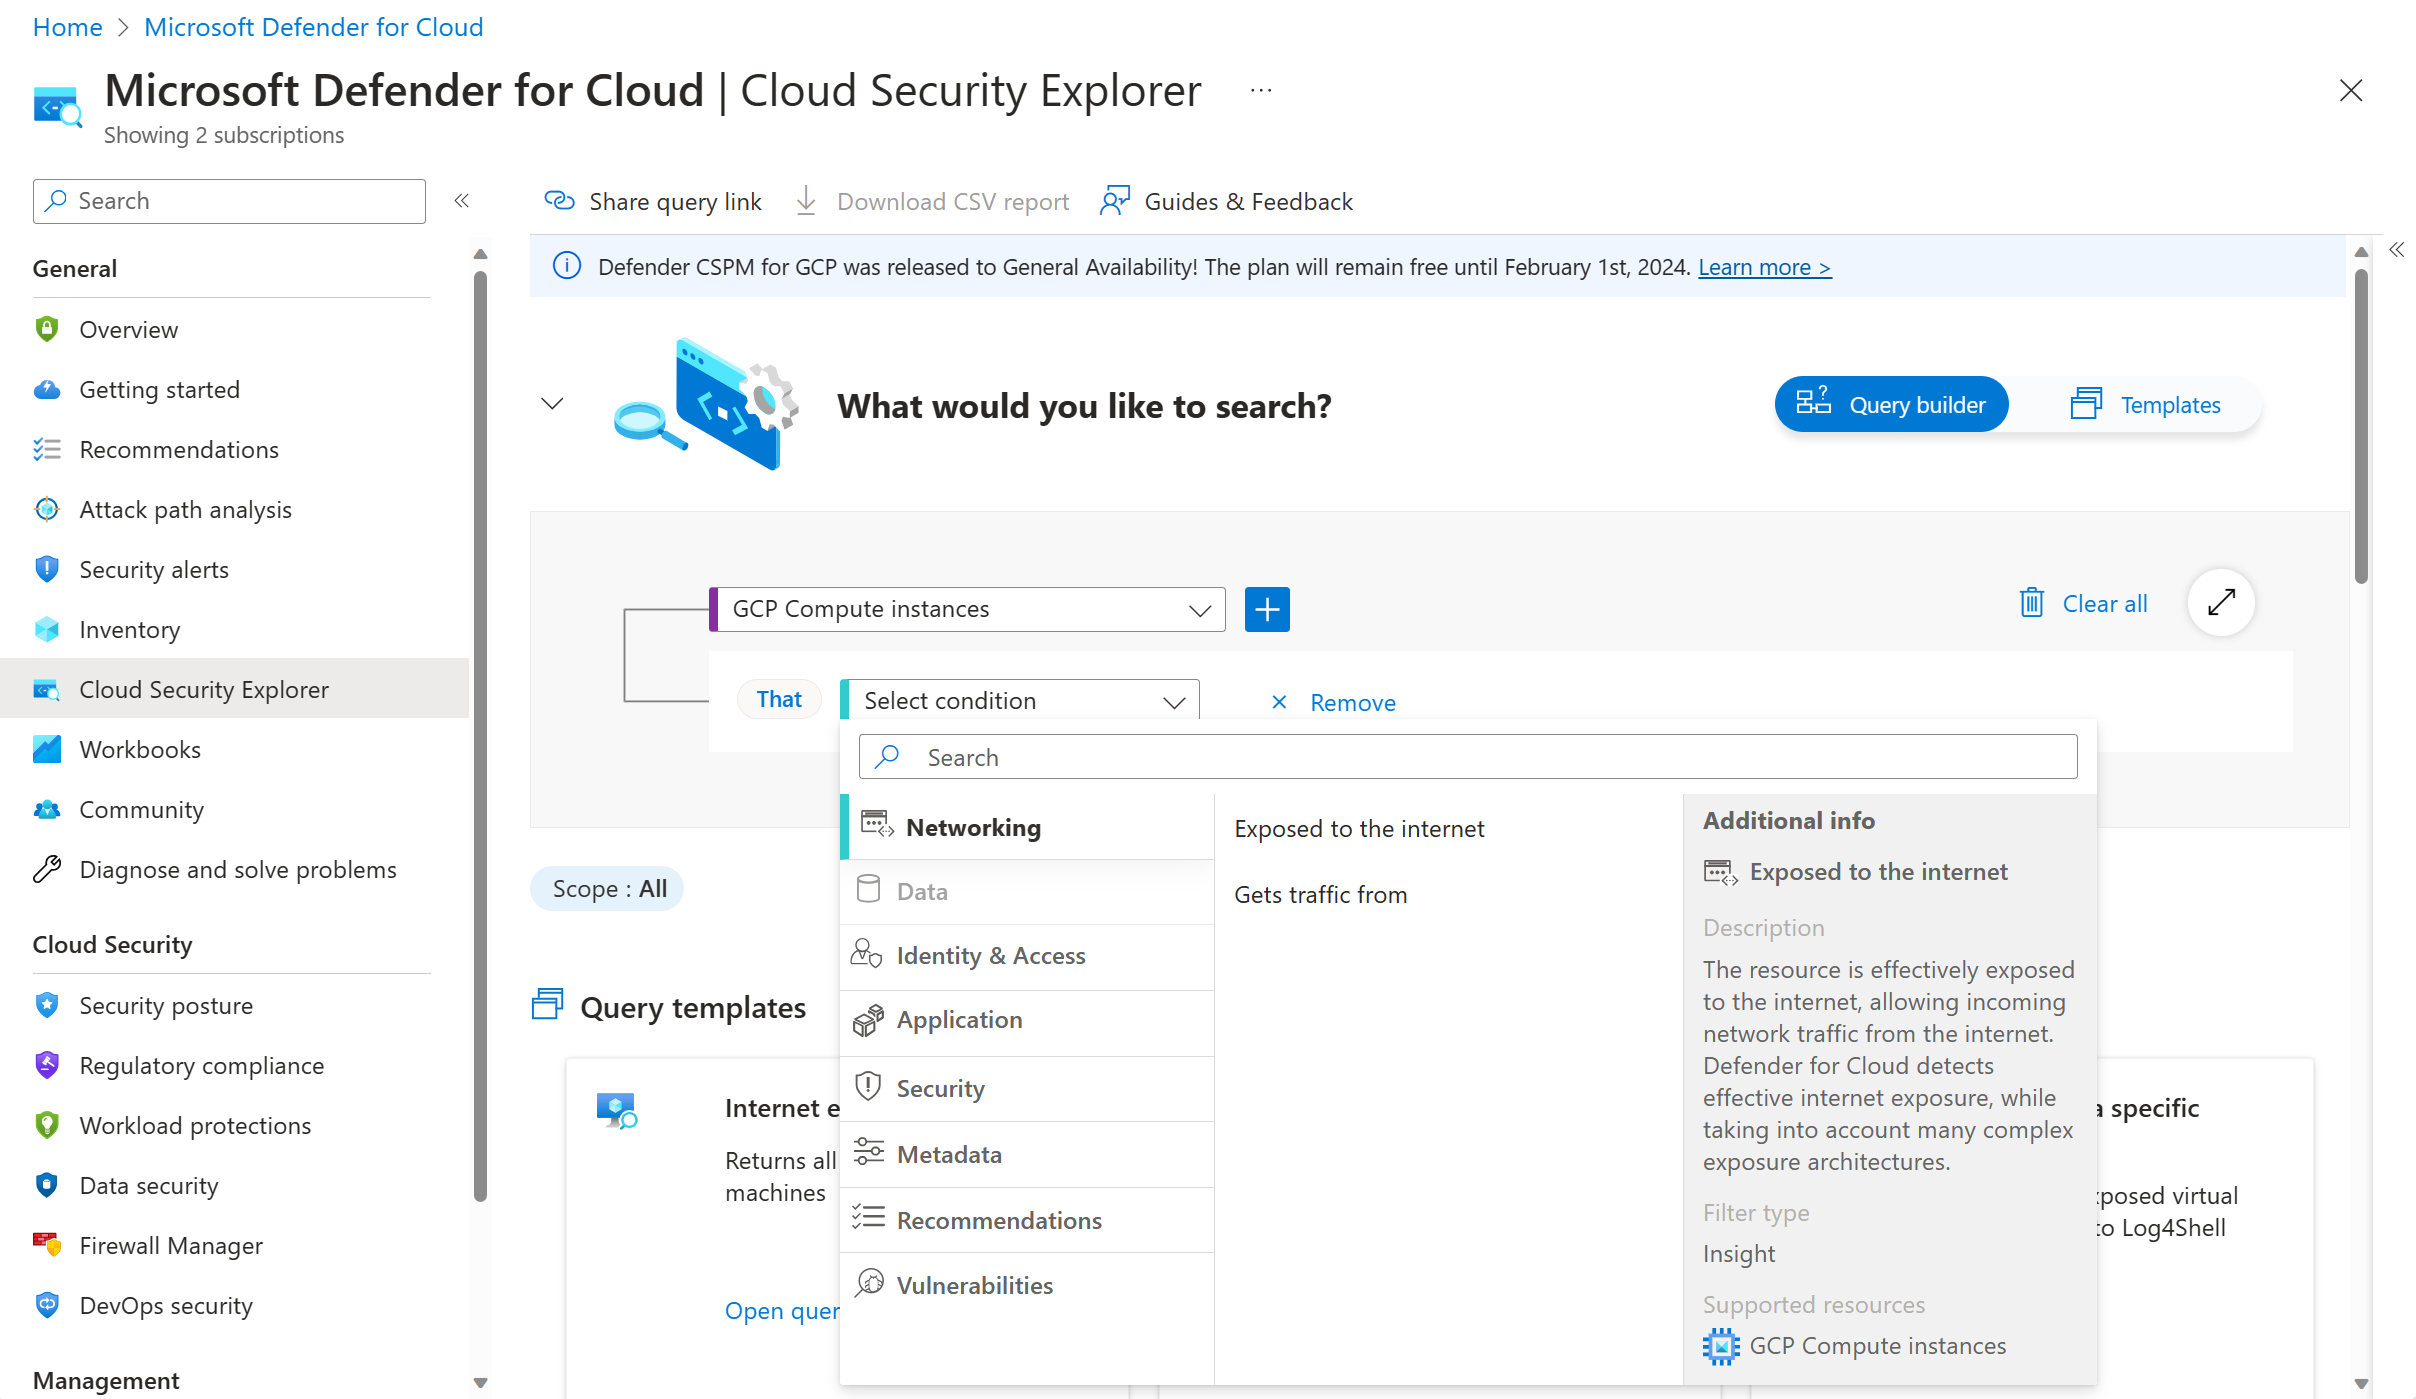 Home > Microsoft Defender for Cloud
Microsoft Defender for Cloud | Cloud Security Explorer ...
Showing 2 subscriptions
Search
General
Overview
Getting started
Recommendations
Attack path analysis
Security alerts
Inventory
Cloud Security Explorer
Workbooks
Community
Diagnose and solve problems
Cloud Security
Security posture
Regulatory compliance
Workload protections
Data security
Firewall Manager
DevOps security
Management
Share query link
Download CSV report
Guides & Feedback
Defender CSPM for GCP was released to General Availability! The plan will remain free until February 1st, 2024. Learn more >
What would you like to search?
Query builder
Templates
GCP Compute instances
Clear all
That
Select condition
Remove
Search
Networking
Data
Identity & Access
Application
Security
Metadata
Recommendations
Vulnerabilities
Exposed to the internet
Gets traffic from
Additional info
Exposed to the internet
Description
The resource is effectively exposed
to the internet, allowing incoming
network traffic from the internet.
Defender for Cloud detects
effective internet exposure, while
taking into account many complex
exposure architectures.
Filter type
Insight
Supported resources
GCP Compute instances
Scope : All
Query templates
Internet
Returns all
machines
Open
specific
virtual
Log4Shell